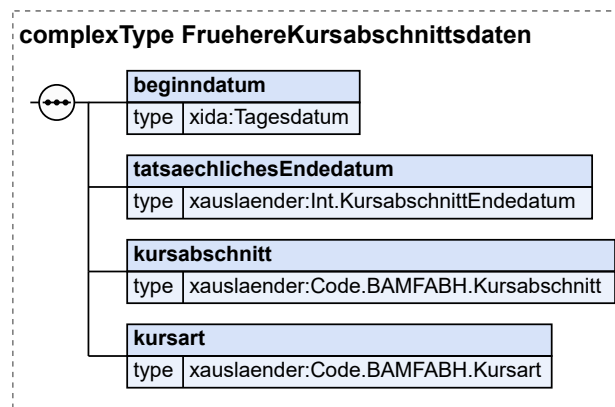 complexType FruehereKursabschnittsdaten
beginndatum
type xida:Tagesdatum
tatsaechlichesEndedatum
type xauslaender:Int.KursabschnittEndedatum
kursabschnitt
type xauslaender:Code.BAMFABH.Kursabschnitt
kursart
type xauslaender:Code.BAMFABH.Kursart